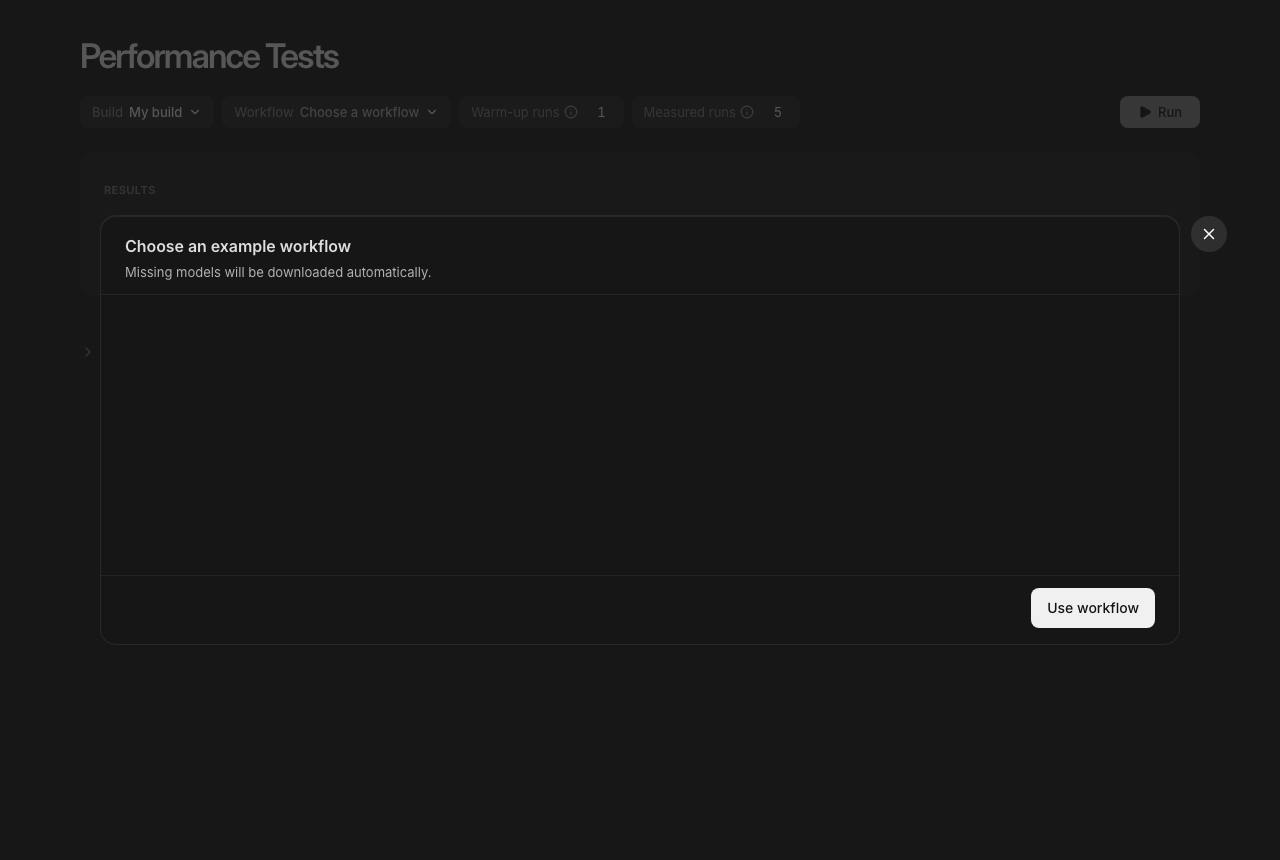 Performance Tests
Build My build Workflow Choose a workflow Warm-up runs 1 Measured runs 5 Run
RESULTS
Choose an example workflow
Missing models will be downloaded automatically.
Use workflow